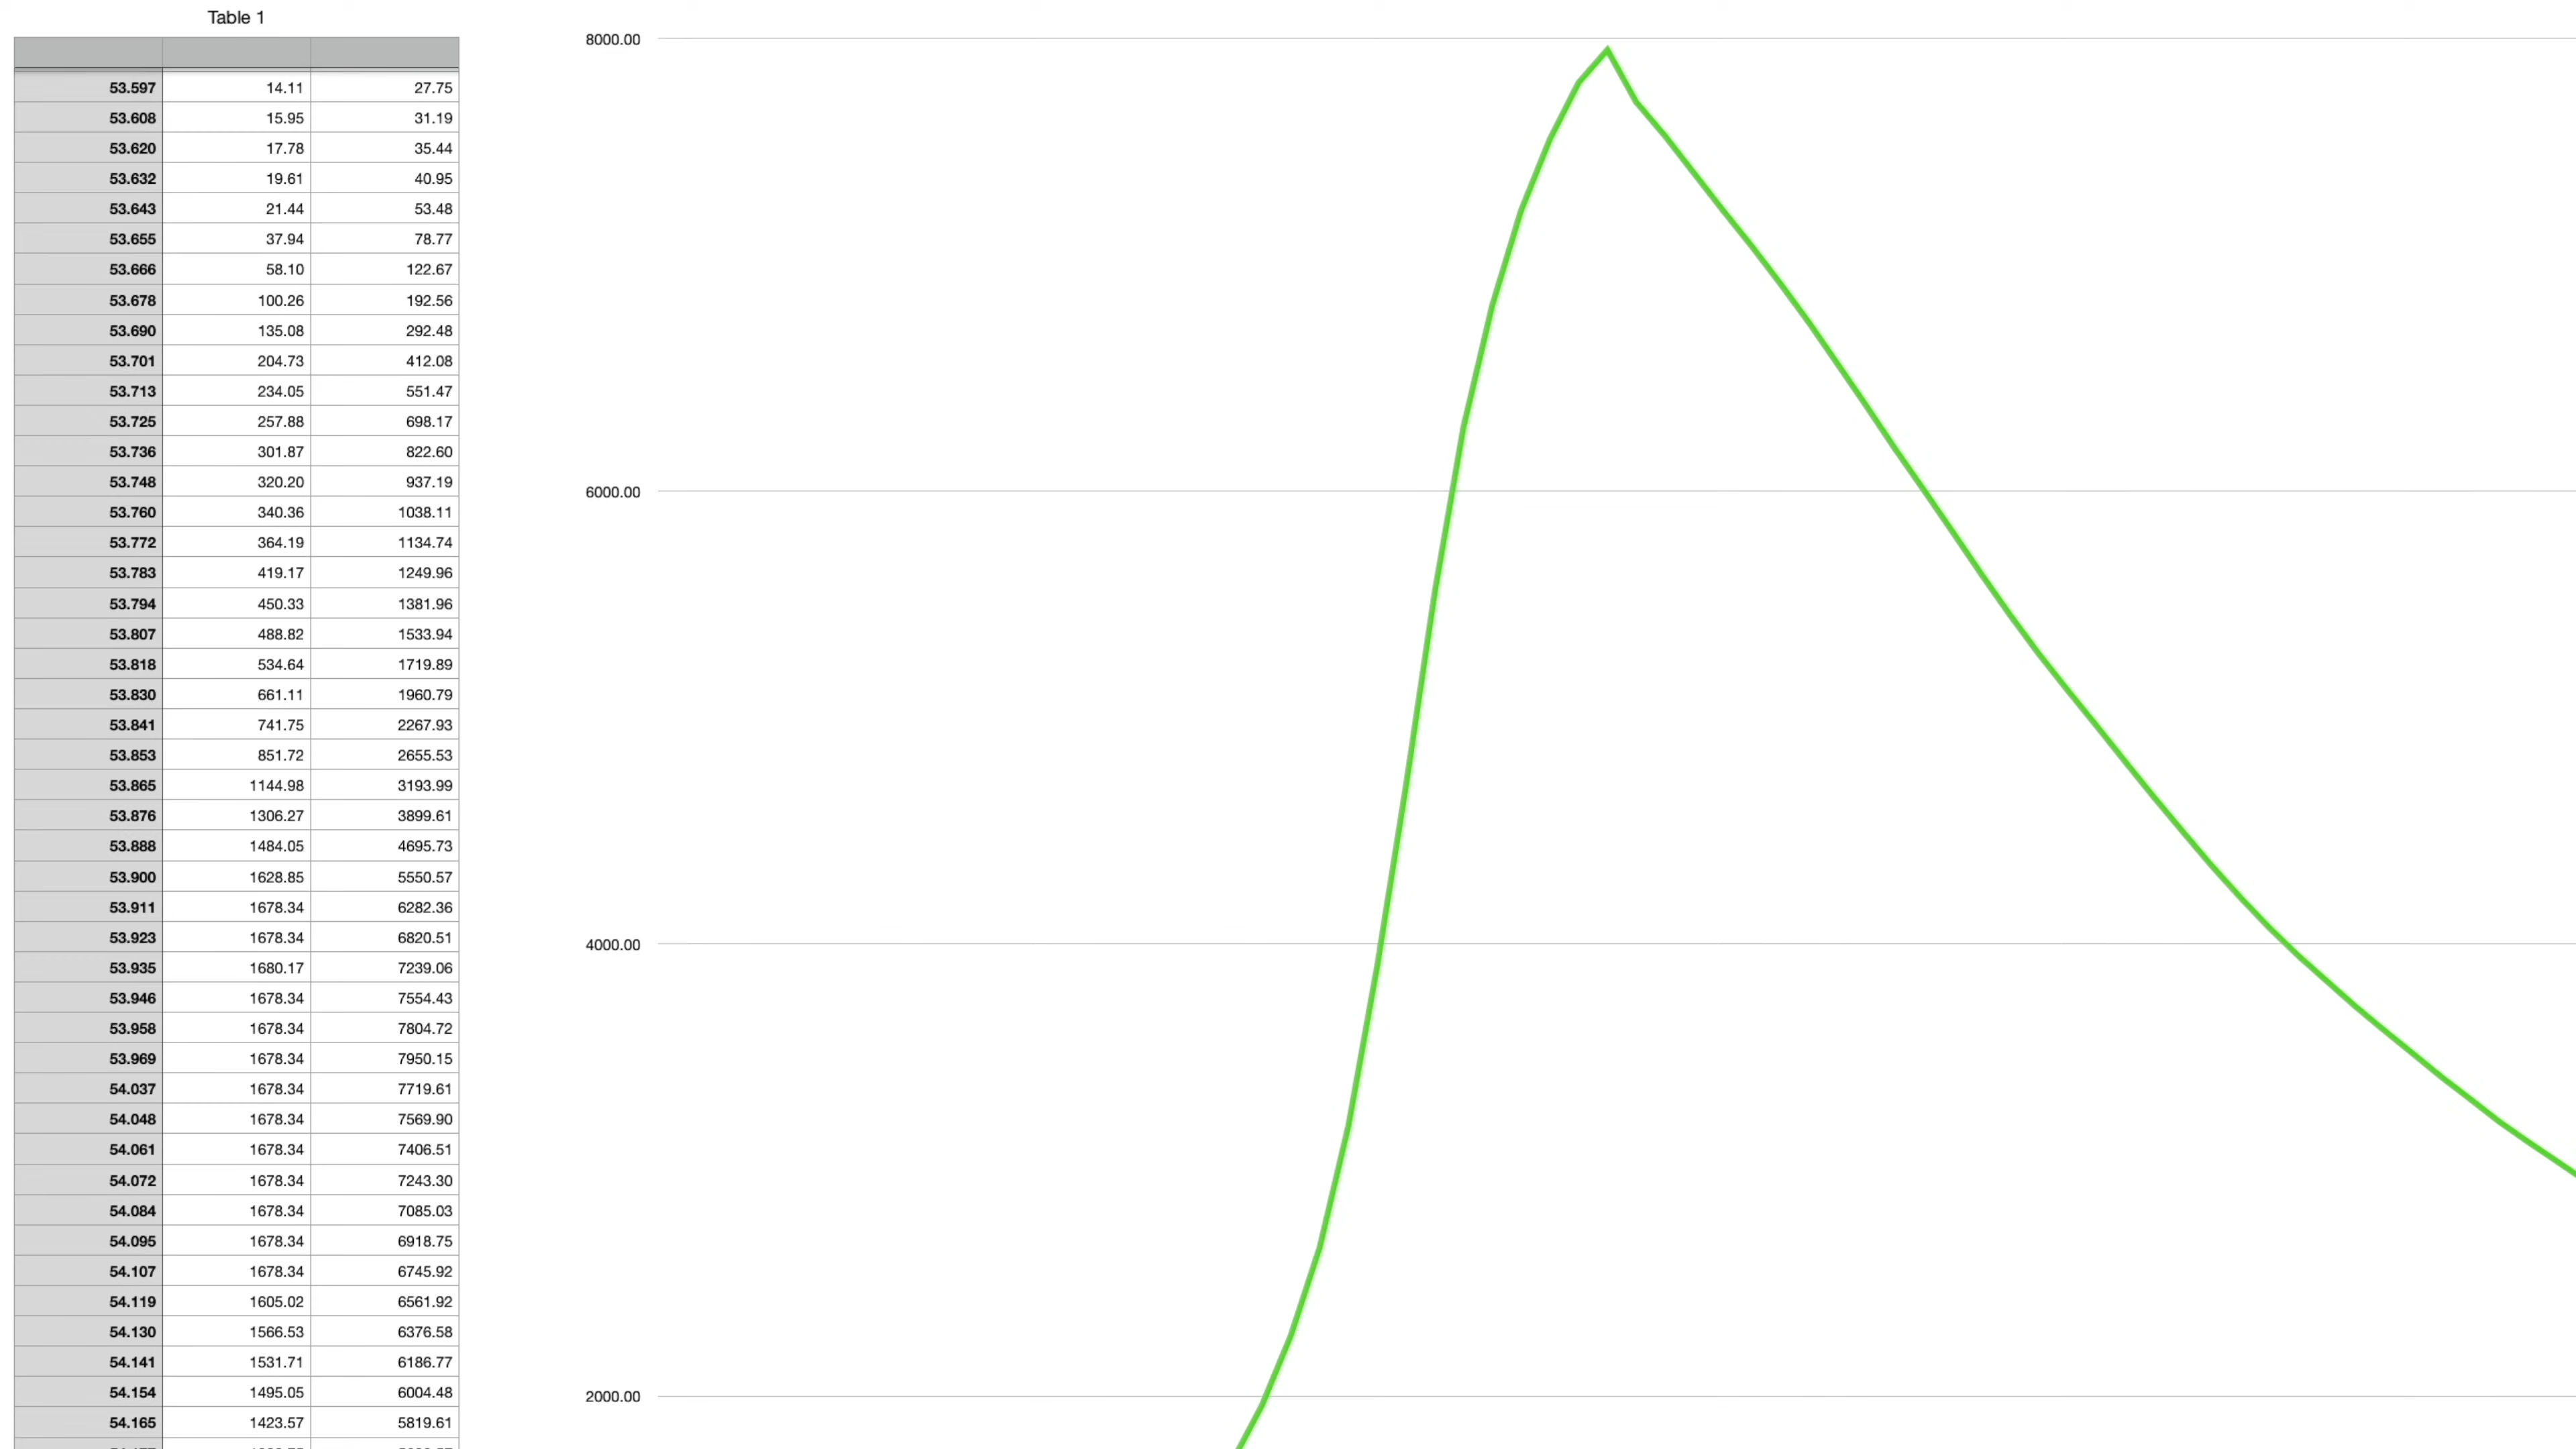 Table 1
53.597 14.11 27.75
53.608 15.95 31.19
53.620 17.78 35.44
53.632 19.61 40.95
53.643 21.44 53.48
53.655 37.94 78.77
53.666 58.10 122.67
53.678 100.26 192.56
53.690 135.08 292.48
53.701 204.73 412.08
53.713 234.05 551.47
53.725 257.88 698.17
53.736 301.87 822.60
53.748 320.20 937.19
53.760 340.36 1038.11
53.772 364.19 1134.74
53.783 419.17 1249.96
53.794 450.33 1381.96
53.807 488.82 1533.94
53.818 534.64 1719.89
53.830 661.11 1960.79
53.841 741.75 2267.93
53.853 851.72 2655.53
53.865 1144.98 3193.99
53.876 1306.27 3899.61
53.888 1484.05 4695.73
53.900 1628.85 5550.57
53.911 1678.34 6282.36
53.923 1678.34 6820.51
53.935 1680.17 7239.06
53.946 1678.34 7554.43
53.958 1678.34 7804.72
53.969 1678.34 7950.15
54.037 1678.34 7719.61
54.048 1678.34 7569.90
54.061 1678.34 7406.51
54.072 1678.34 7243.30
54.084 1678.34 7085.03
54.095 1678.34 6918.75
54.107 1678.34 6745.92
54.119 1605.02 6561.92
54.130 1566.53 6376.58
54.141 1531.71 6186.77
54.154 1495.05 6004.48
54.165 1423.57 5819.61
8000.00
6000.00
4000.00
2000.00